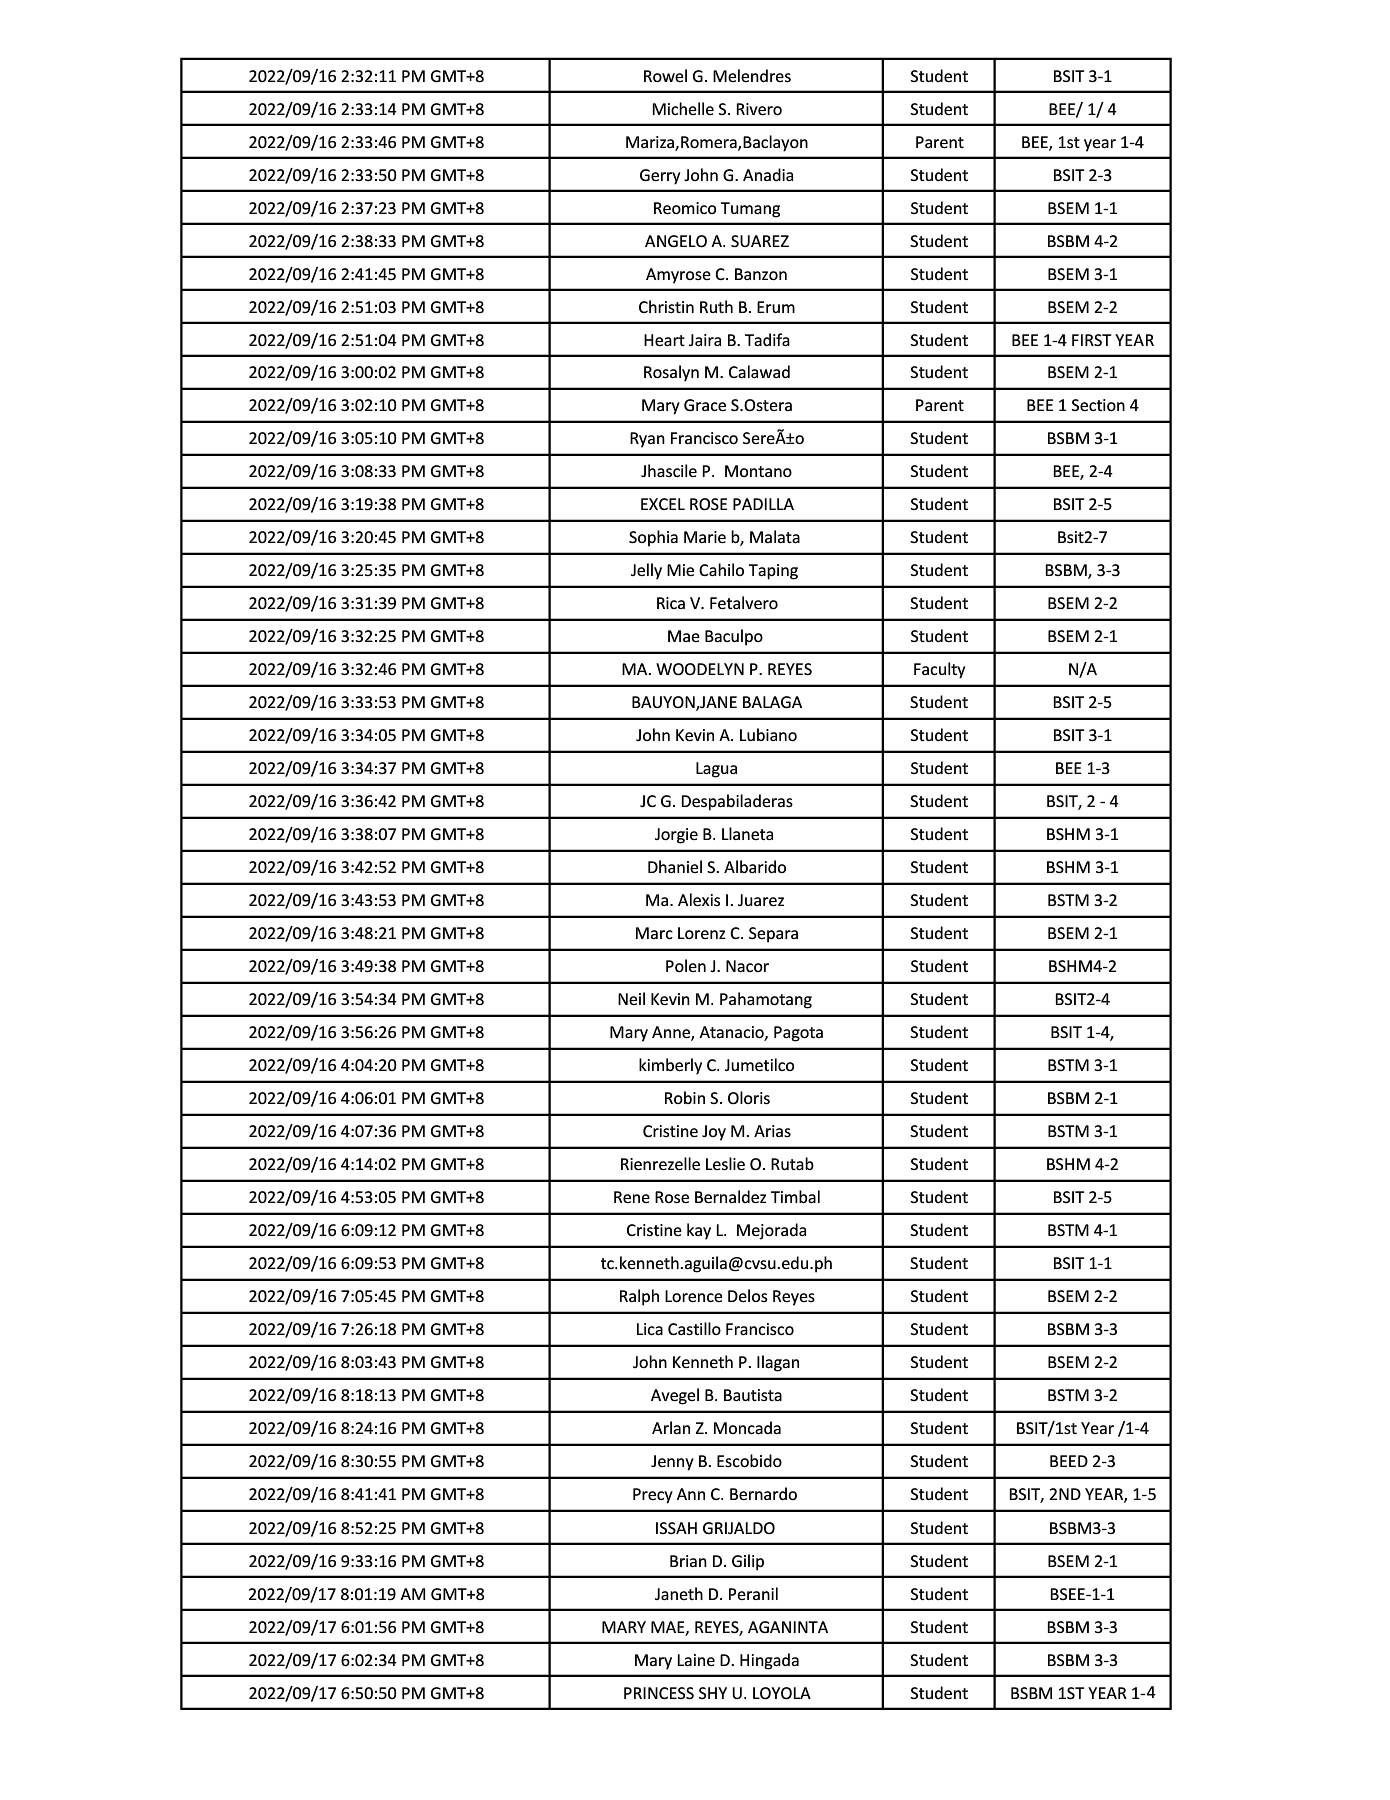 2022/09/16 2:32:11 PM GMT+8 Rowel G. Melendres Student BSIT 3-1
2022/09/16 2:33:14 PM GMT+8 Michelle S. Rivero Student BEE/ 1/ 4
2022/09/16 2:33:46 PM GMT+8 Mariza,Romera,Baclayon Parent BEE, 1st year 1-4
2022/09/16 2:33:50 PM GMT+8 Gerry John G. Anadia Student BSIT 2-3
2022/09/16 2:37:23 PM GMT+8 Reomico Tumang Student BSEM 1-1
2022/09/16 2:38:33 PM GMT+8 ANGELO A. SUAREZ Student BSBM 4-2
2022/09/16 2:41:45 PM GMT+8 Amyrose C. Banzon Student BSEM 3-1
2022/09/16 2:51:03 PM GMT+8 Christin Ruth B. Erum Student BSEM 2-2
2022/09/16 2:51:04 PM GMT+8 Heart Jaira B. Tadifa Student BEE 1-4 FIRST YEAR
2022/09/16 3:00:02 PM GMT+8 Rosalyn M. Calawad Student BSEM 2-1
2022/09/16 3:02:10 PM GMT+8 Mary Grace S.Ostera Parent BEE 1 Section 4
2022/09/16 3:05:10 PM GMT+8 Ryan Francisco SereÃ±o Student BSBM 3-1
2022/09/16 3:08:33 PM GMT+8 Jhascile P.  Montano Student BEE, 2-4
2022/09/16 3:19:38 PM GMT+8 EXCEL ROSE PADILLA Student BSIT 2-5
2022/09/16 3:20:45 PM GMT+8 Sophia Marie b, Malata Student Bsit2-7
2022/09/16 3:25:35 PM GMT+8 Jelly Mie Cahilo Taping Student BSBM, 3-3
2022/09/16 3:31:39 PM GMT+8 Rica V. Fetalvero Student BSEM 2-2
2022/09/16 3:32:25 PM GMT+8 Mae Baculpo Student BSEM 2-1
2022/09/16 3:32:46 PM GMT+8 MA. WOODELYN P. REYES Faculty N/A
2022/09/16 3:33:53 PM GMT+8 BAUYON,JANE BALAGA Student BSIT 2-5
2022/09/16 3:34:05 PM GMT+8 John Kevin A. Lubiano Student BSIT 3-1
2022/09/16 3:34:37 PM GMT+8 Lagua Student BEE 1-3
2022/09/16 3:36:42 PM GMT+8 JC G. Despabiladeras Student BSIT, 2 - 4
2022/09/16 3:38:07 PM GMT+8 Jorgie B. Llaneta Student BSHM 3-1
2022/09/16 3:42:52 PM GMT+8 Dhaniel S. Albarido Student BSHM 3-1
2022/09/16 3:43:53 PM GMT+8 Ma. Alexis I. Juarez Student BSTM 3-2
2022/09/16 3:48:21 PM GMT+8 Marc Lorenz C. Separa Student BSEM 2-1
2022/09/16 3:49:38 PM GMT+8 Polen J. Nacor Student BSHM4-2
2022/09/16 3:54:34 PM GMT+8 Neil Kevin M. Pahamotang Student BSIT2-4
2022/09/16 3:56:26 PM GMT+8 Mary Anne, Atanacio, Pagota Student BSIT 1-4,
2022/09/16 4:04:20 PM GMT+8 kimberly C. Jumetilco Student BSTM 3-1
2022/09/16 4:06:01 PM GMT+8 Robin S. Oloris Student BSBM 2-1
2022/09/16 4:07:36 PM GMT+8 Cristine Joy M. Arias Student BSTM 3-1
2022/09/16 4:14:02 PM GMT+8 Rienrezelle Leslie O. Rutab Student BSHM 4-2
2022/09/16 4:53:05 PM GMT+8 Rene Rose Bernaldez Timbal Student BSIT 2-5
2022/09/16 6:09:12 PM GMT+8 Cristine kay L.  Mejorada Student BSTM 4-1
2022/09/16 6:09:53 PM GMT+8 tc.kenneth.aguila@cvsu.edu.ph Student BSIT 1-1
2022/09/16 7:05:45 PM GMT+8 Ralph Lorence Delos Reyes Student BSEM 2-2
2022/09/16 7:26:18 PM GMT+8 Lica Castillo Francisco Student BSBM 3-3
2022/09/16 8:03:43 PM GMT+8 John Kenneth P. Ilagan Student BSEM 2-2
2022/09/16 8:18:13 PM GMT+8 Avegel B. Bautista Student BSTM 3-2
2022/09/16 8:24:16 PM GMT+8 Arlan Z. Moncada Student BSIT/1st Year /1-4
2022/09/16 8:30:55 PM GMT+8 Jenny B. Escobido Student BEED 2-3
2022/09/16 8:41:41 PM GMT+8 Precy Ann C. Bernardo Student BSIT, 2ND YEAR, 1-5
2022/09/16 8:52:25 PM GMT+8 ISSAH GRIJALDO Student BSBM3-3
2022/09/16 9:33:16 PM GMT+8 Brian D. Gilip Student BSEM 2-1
2022/09/17 8:01:19 AM GMT+8 Janeth D. Peranil Student BSEE-1-1
2022/09/17 6:01:56 PM GMT+8 MARY MAE, REYES, AGANINTA Student BSBM 3-3
2022/09/17 6:02:34 PM GMT+8 Mary Laine D. Hingada Student BSBM 3-3
2022/09/17 6:50:50 PM GMT+8 PRINCESS SHY U. LOYOLA Student BSBM 1ST YEAR 1-4